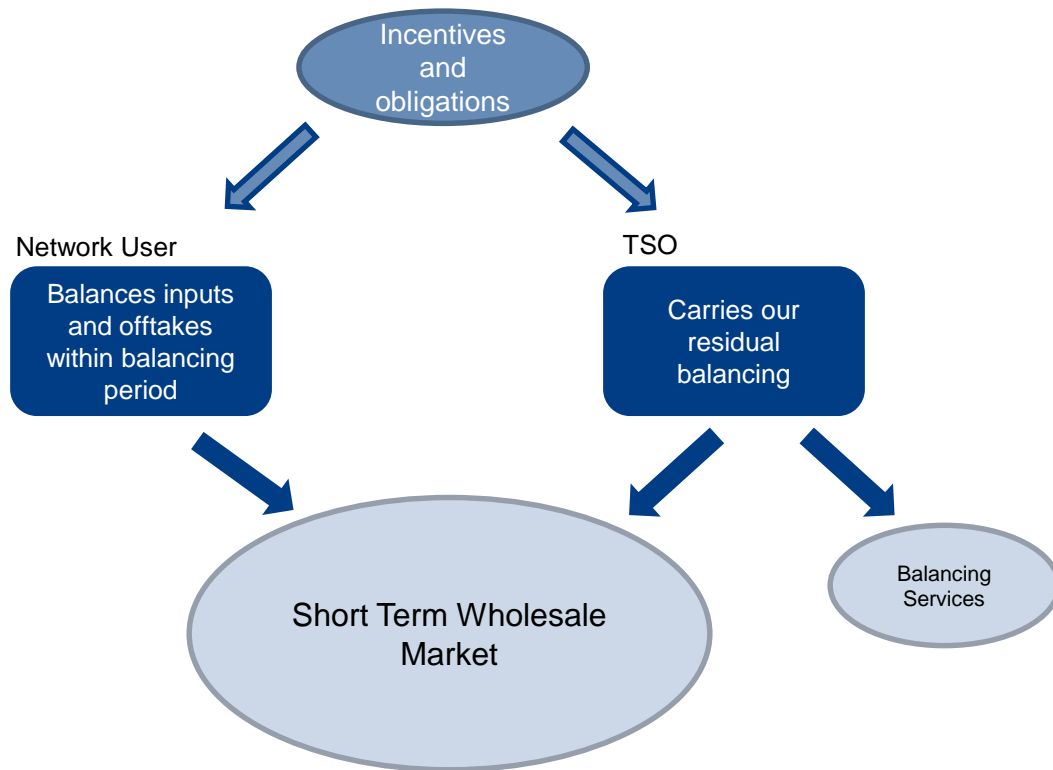 Incentives
and
obligations
Network User
TSO
Balances inputs
and offtakes
within balancing
period
Carries our
residual
balancing
Short Term Wholesale
Market
Balancing
Services